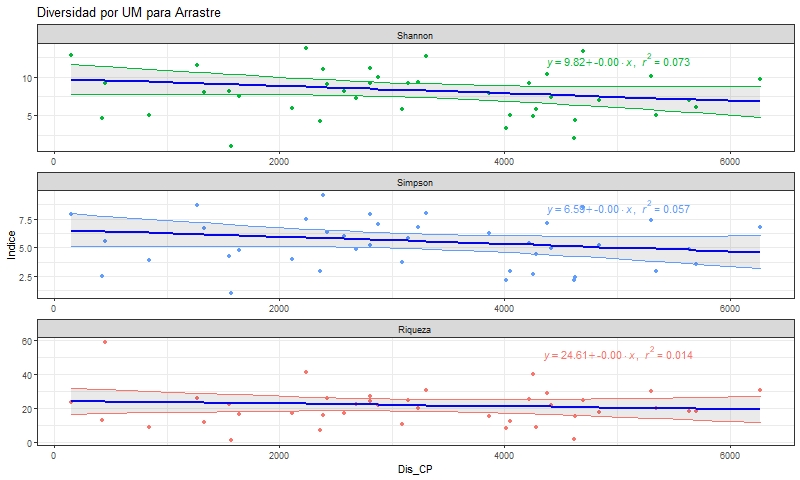 Diversidad por UM para Arrastre
Shannon
y = 9.82+-0.00 · x, r² = 0.073
10
5
0 2000 4000 6000
Simpson
y = 6.59+-0.00 · x, r² = 0.057
7.5
5.0
2.5
Indice
0 2000 4000 6000
Riqueza
y = 24.61+-0.00 · x, r² = 0.014
60
40
20
0
0 2000 4000 6000
Dis_CP